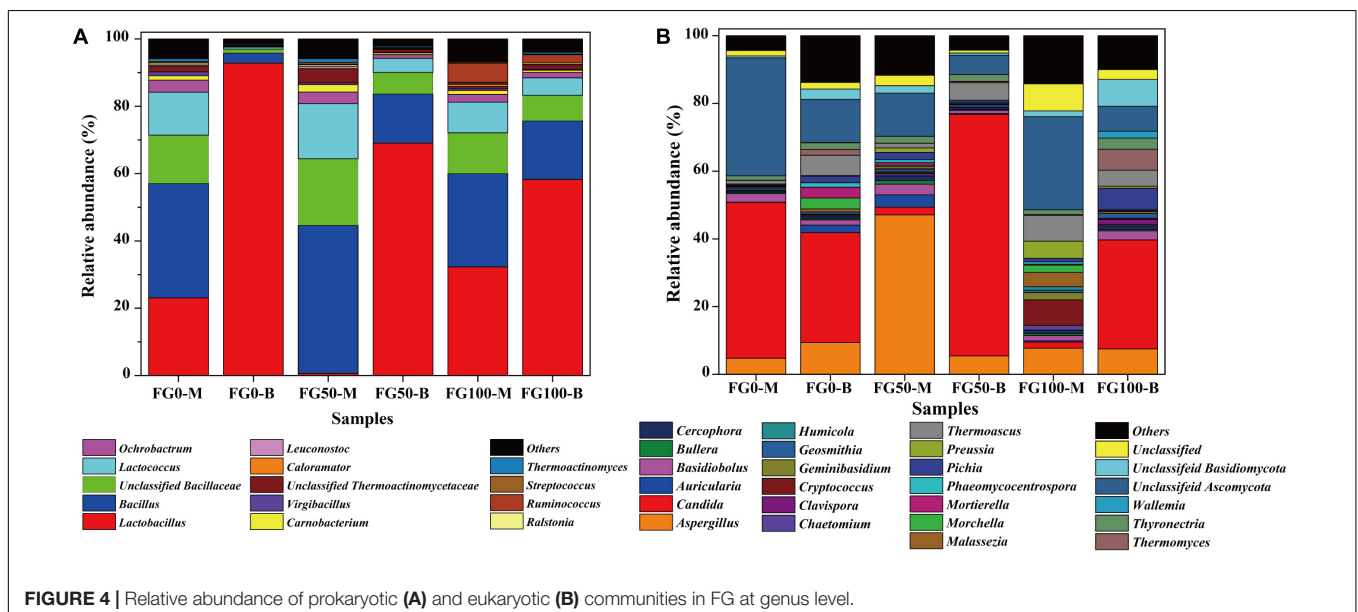 A
Relative abundance (%)
100
80
60
40
20
0
FG0-M FG0-B FG50-M FG50-B FG100-M FG100-B
Samples
Ochrobactrum
Lactococcus
Unclassified Bacillaceae
Bacillus
Lactobacillus
Leuconostoc
Caloramator
Unclassified Thermoactinomycetaceae
Virgibacillus
Carnobacterium
Others
Thermoactinomyces
Streptococcus
Ruminococcus
Ralstonia
B
Relative abundance (%)
100
80
60
40
20
0
FG0-M FG0-B FG50-M FG50-B FG100-M FG100-B
Samples
Cercophora
Bullera
Basidiobolus
Auricularia
Candida
Aspergillus
Humicola
Geosmithia
Geminibasidium
Cryptococcus
Clavispora
Chaetomium
Thermoascus
Preussia
Pichia
Phaeomycocentrospora
Mortierella
Morchella
Malassezia
Others
Unclassified
Unclassifeid Basidiomycota
Unclassifeid Ascomycota
Wallemia
Thyronectria
Thermomyces
FIGURE 4 | Relative abundance of prokaryotic (A) and eukaryotic (B) communities in FG at genus level.